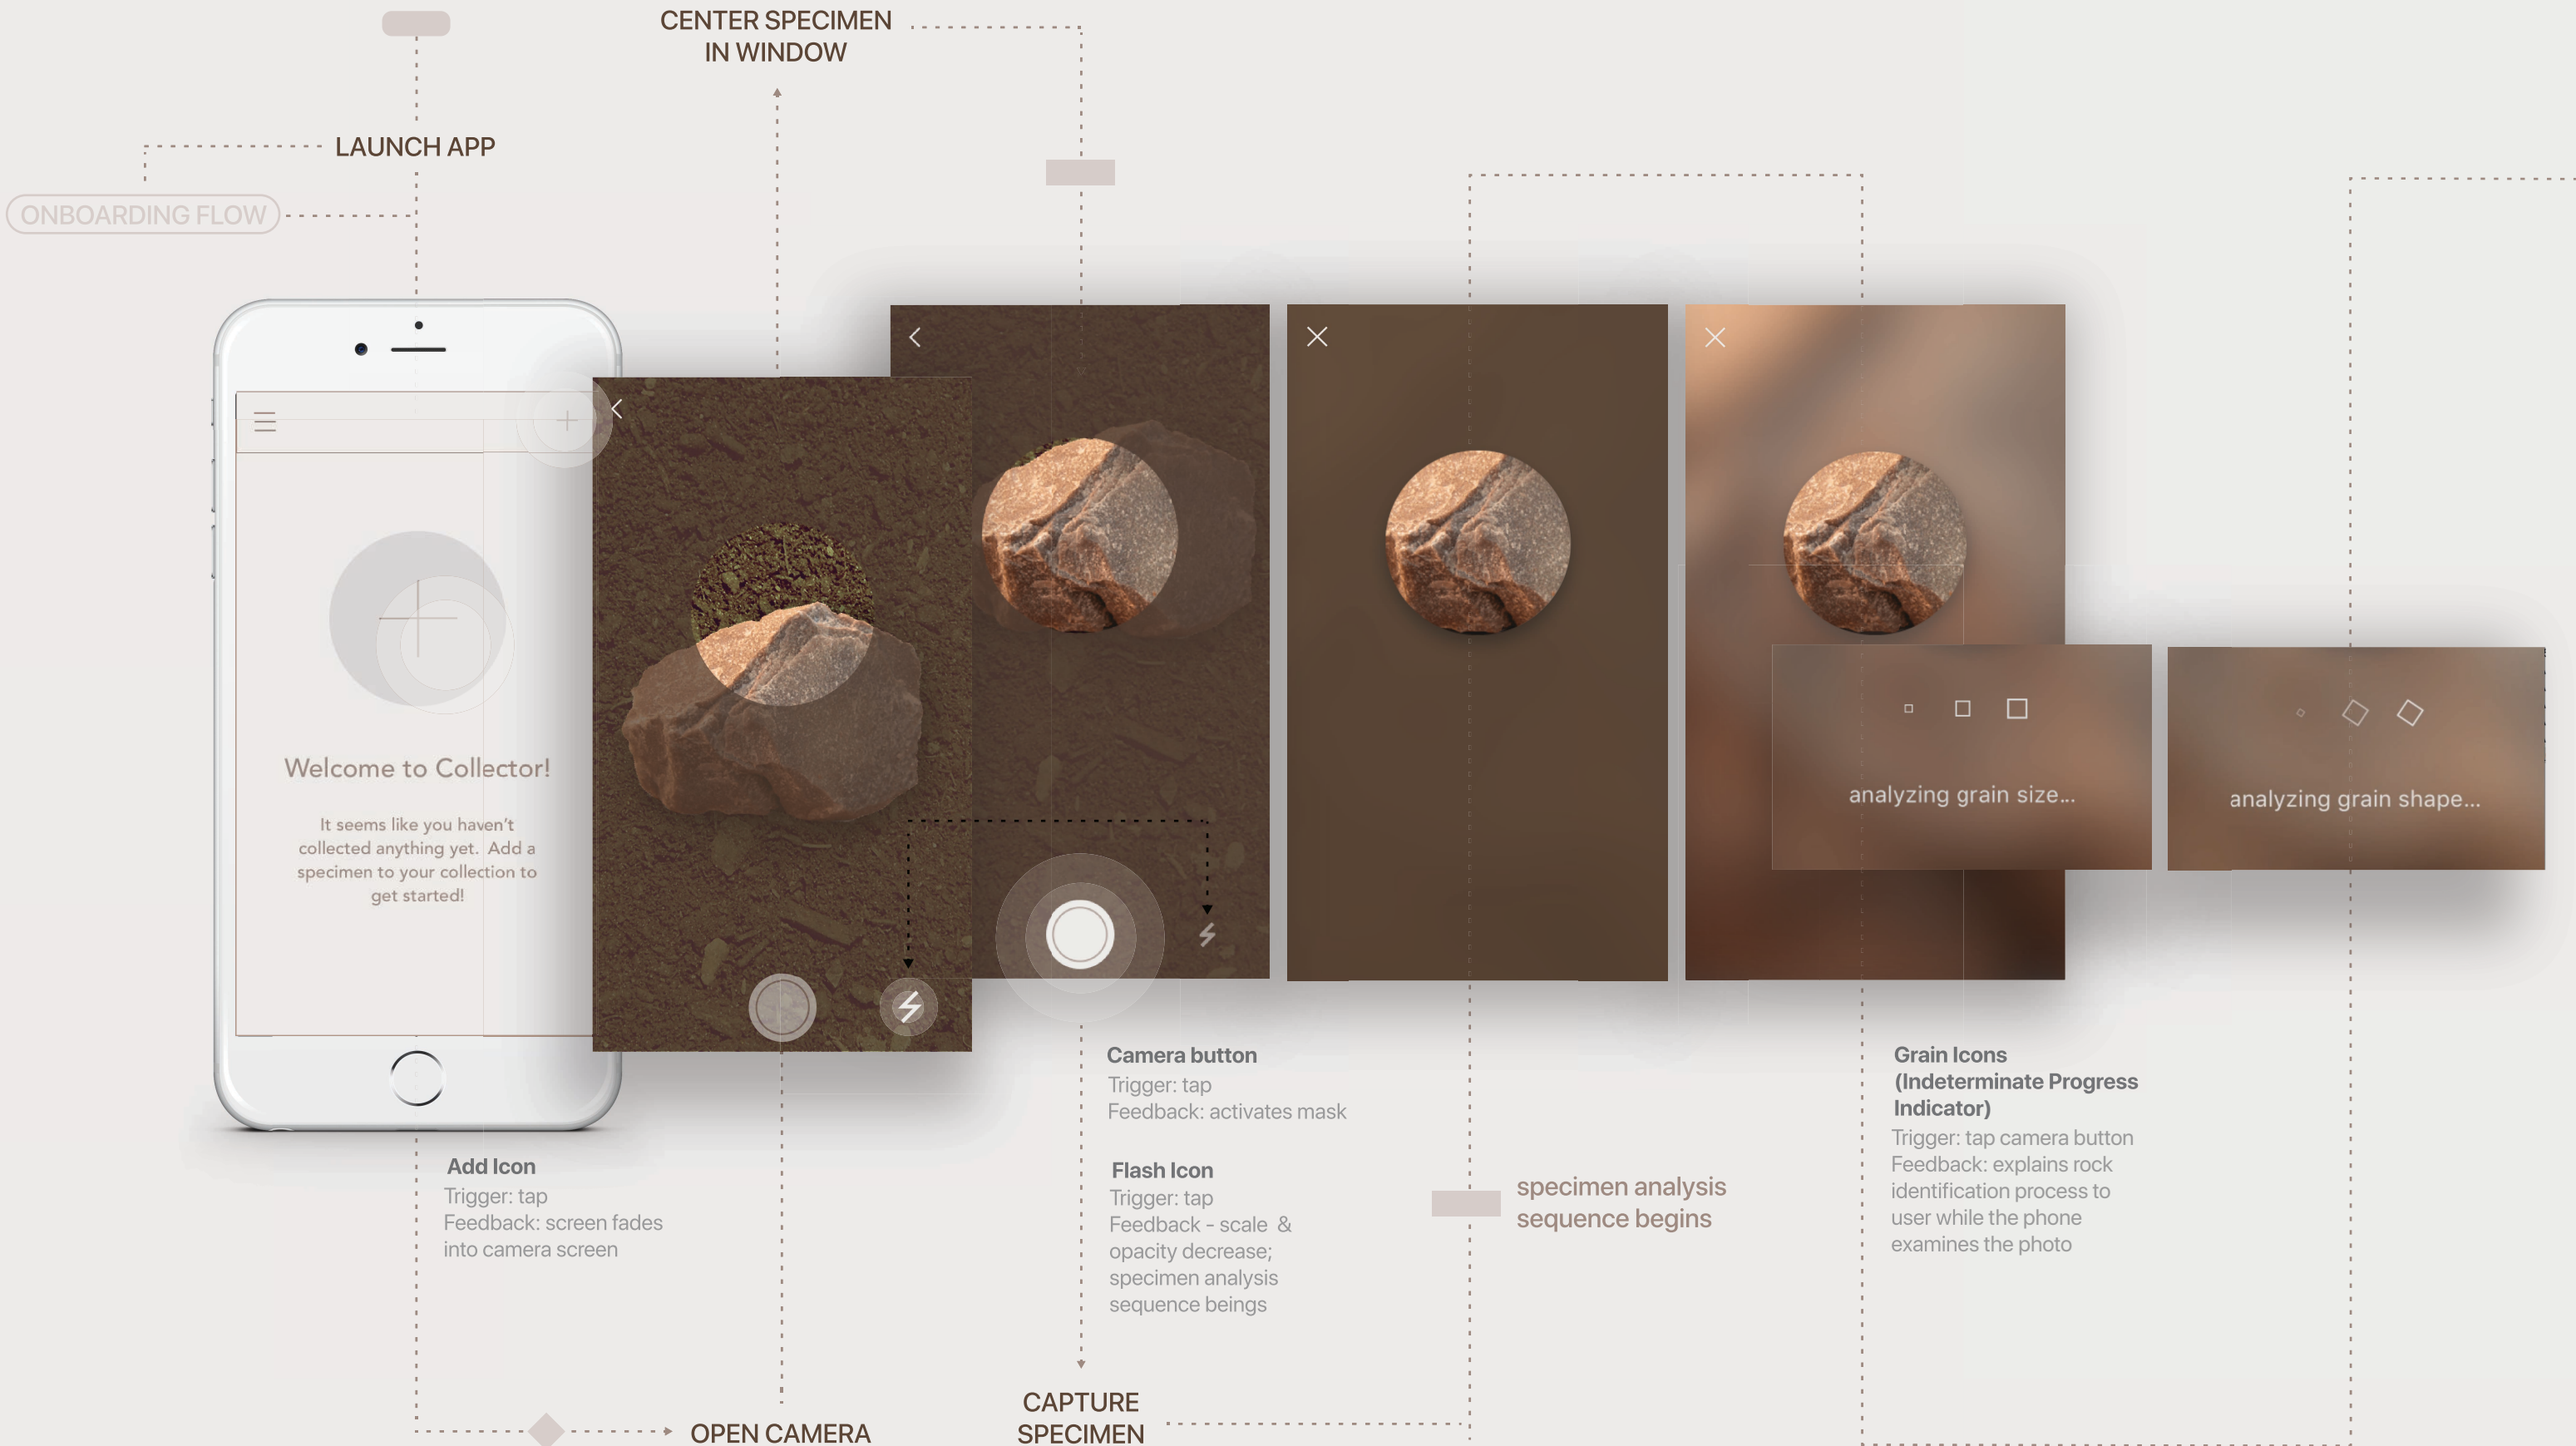 CENTER SPECIMEN
IN WINDOW
LAUNCH APP
ONBOARDING FLOW
Welcome to Collector!
It seems like you haven't
collected anything yet.  Add a
specimen to your collection to
get started!
analyzing grain size...
analyzing grain shape...
Add Icon
Trigger: tap
Feedback: screen fades
into camera screen
Camera button
Trigger: tap
Feedback: activates mask
Flash Icon
Trigger: tap
Feedback - scale  &
opacity decrease;
specimen analysis
sequence beings
specimen analysis
sequence begins
Grain Icons
(Indeterminate Progress
Indicator)
Trigger: tap camera button
Feedback: explains rock
identification process to
user while the phone
examines the photo
OPEN CAMERA
CAPTURE
SPECIMEN